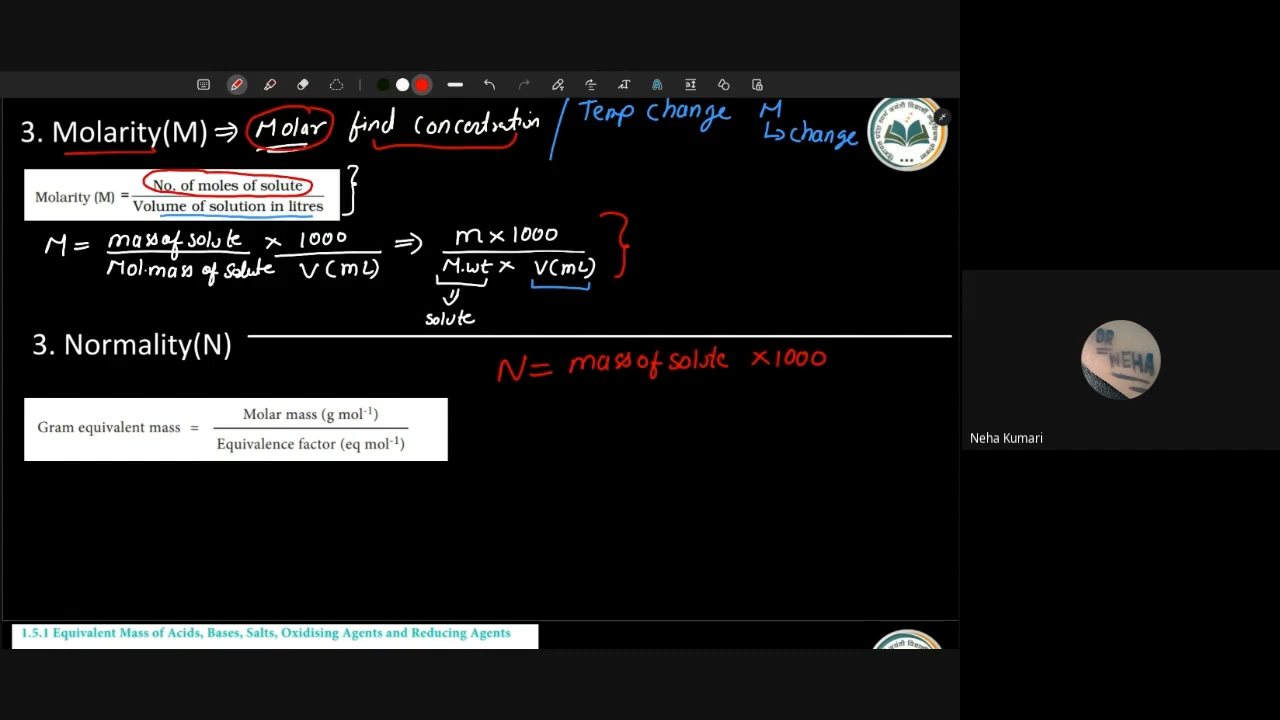 3. Molarity(M) ⇒ Molar find concentration / Temp change M
↳change
Molarity (M) = No. of moles of solute
Volume of solution in litres
M = mass of solute × 1000 ⇒ m × 1000
Mol. mass of solute V(mL) M.wt × V(mL)
⇓
solute
3. Normality(N)
N = mass of solute × 1000
Gram equivalent mass = Molar mass (g mol⁻¹)
Equivalence factor (eq mol⁻¹)
Neha Kumari
DR
NEHA
1.5.1 Equivalent Mass of Acids, Bases, Salts, Oxidising Agents and Reducing Agents